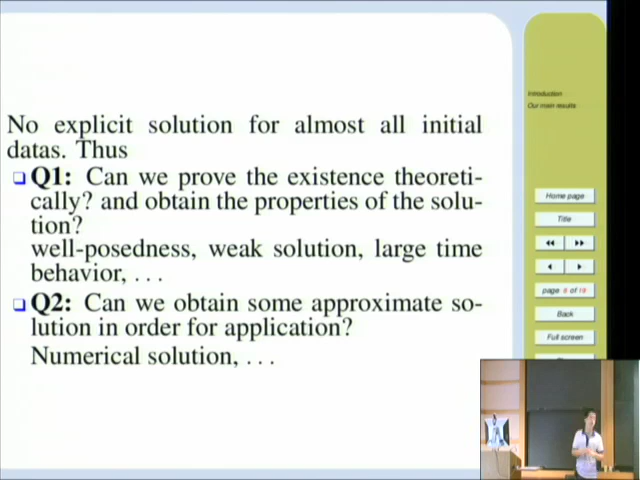 No explicit solution for almost all initial
datas. Thus
Q1: Can we prove the existence theoreti-
cally? and obtain the properties of the solu-
tion?
well-posedness, weak solution, large time
behavior, . . .
Q2: Can we obtain some approximate so-
lution in order for application?
Numerical solution, . . .
Introduction
Our main results
Home page
Title
page 6 of 19
Back
Full screen